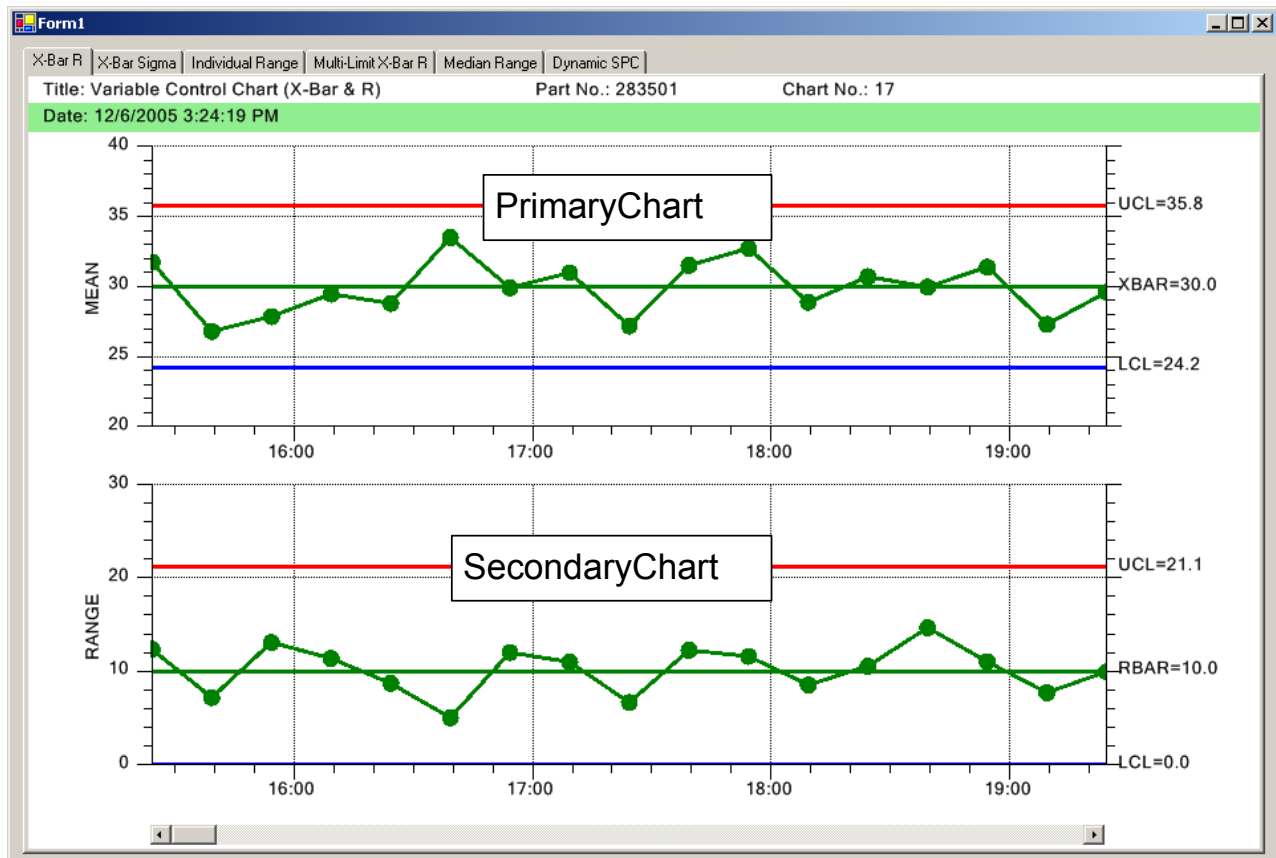 Form1
X-Bar R X-Bar Sigma Individual Range Multi-Limit X-Bar R Median Range Dynamic SPC
Title: Variable Control Chart (X-Bar & R) Part No.: 283501 Chart No.: 17
Date: 12/6/2005 3:24:19 PM
40
35
30
25
20
MEAN
PrimaryChart
UCL=35.8
XBAR=30.0
LCL=24.2
16:00 17:00 18:00 19:00
30
20
10
0
RANGE
SecondaryChart
UCL=21.1
RBAR=10.0
LCL=0.0
16:00 17:00 18:00 19:00